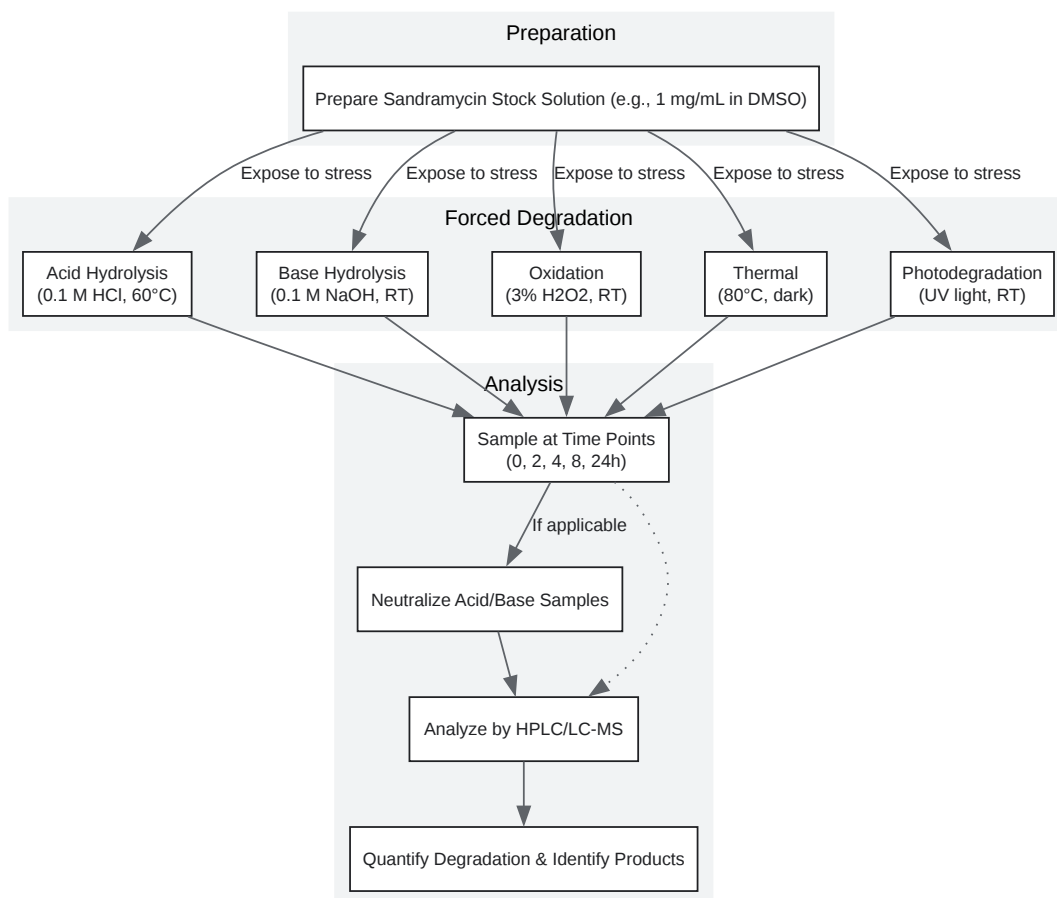 Preparation
Prepare Sandramycin Stock Solution (e.g., 1 mg/mL in DMSO)
Expose to stress
Expose to stress
Expose to stress
Expose to stress
Expose to stress
Forced Degradation
Acid Hydrolysis
(0.1 M HCl, 60°C)
Base Hydrolysis
(0.1 M NaOH, RT)
Oxidation
(3% H2O2, RT)
Thermal
(80°C, dark)
Photodegradation
(UV light, RT)
Analysis
Sample at Time Points
(0, 2, 4, 8, 24h)
If applicable
Neutralize Acid/Base Samples
Analyze by HPLC/LC-MS
Quantify Degradation & Identify Products